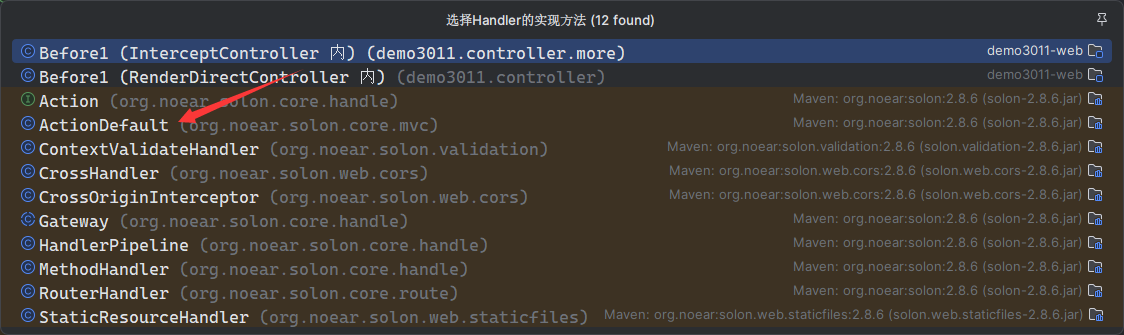 选择Handler的实现方法 (12 found)
Before1 (InterceptController 内) (demo3011.controller.more) demo3011-web
Before1 (RenderDirectController 内) (demo3011.controller) demo3011-web
Action (org.noear.solon.core.handle) Maven: org.noear:solon:2.8.6 (solon-2.8.6.jar)
ActionDefault (org.noear.solon.core.mvc) Maven: org.noear:solon:2.8.6 (solon-2.8.6.jar)
ContextValidateHandler (org.noear.solon.validation) Maven: org.noear:solon.validation:2.8.6 (solon.validation-2.8.6.jar)
CrossHandler (org.noear.solon.web.cors) Maven: org.noear:solon.web.cors:2.8.6 (solon.web.cors-2.8.6.jar)
CrossOriginInterceptor (org.noear.solon.web.cors) Maven: org.noear:solon.web.cors:2.8.6 (solon.web.cors-2.8.6.jar)
Gateway (org.noear.solon.core.handle) Maven: org.noear:solon:2.8.6 (solon-2.8.6.jar)
HandlerPipeline (org.noear.solon.core.handle) Maven: org.noear:solon:2.8.6 (solon-2.8.6.jar)
MethodHandler (org.noear.solon.core.handle) Maven: org.noear:solon:2.8.6 (solon-2.8.6.jar)
RouterHandler (org.noear.solon.core.route) Maven: org.noear:solon:2.8.6 (solon-2.8.6.jar)
StaticResourceHandler (org.noear.solon.web.staticfiles) Maven: org.noear:solon.web.staticfiles:2.8.6 (solon.web.staticfiles-2.8.6.jar)